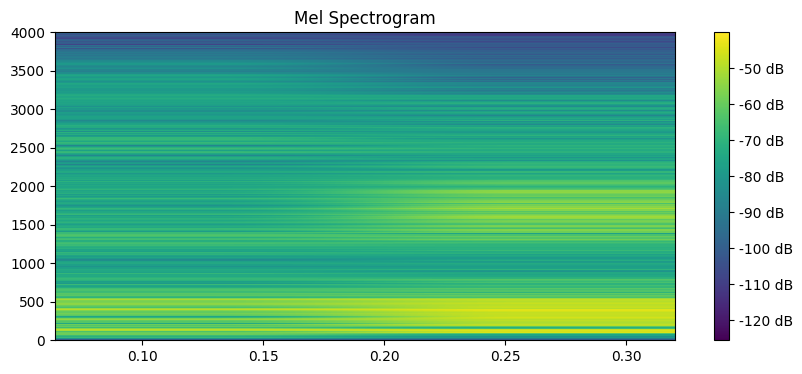 Mel Spectrogram
4000
3500
3000
2500
2000
1500
1000
500
0
0.10 0.15 0.20 0.25 0.30
-50 dB
-60 dB
-70 dB
-80 dB
-90 dB
-100 dB
-110 dB
-120 dB